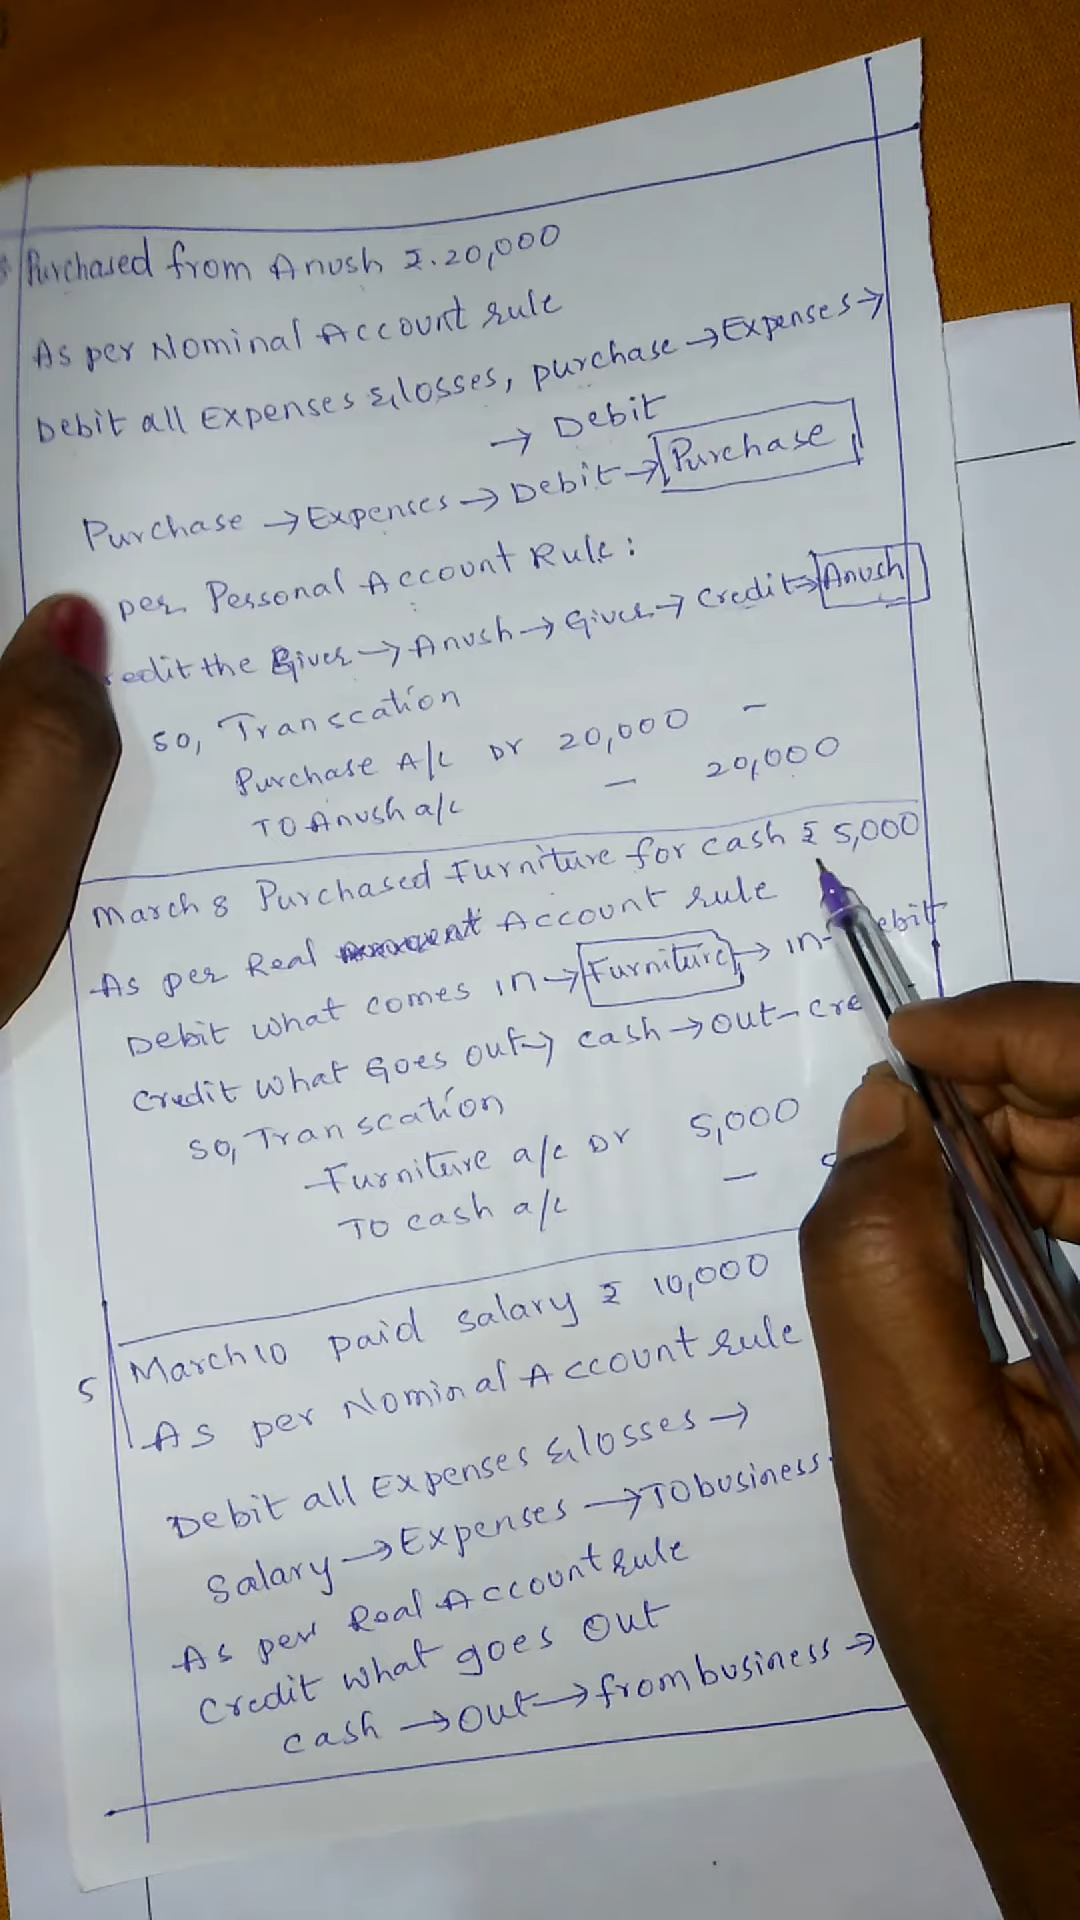 Purchased from Anush ₹.20,000
As per Nominal Account rule
Debit all Expenses & losses, purchase → Expenses →
→ Debit
Purchase → Expenses → Debit → Purchase
per Personal Account Rule:
edit the Giver → Anush → Giver → Credit → Anush
so, Transcation
Purchase A/c Dr 20,000 -
To Anush a/c - 20,000
March 8 Purchased Furniture for cash ₹ 5,000
As per Real Account rule
Debit what comes in → Furniture → in- ebit
Credit what Goes out → cash → out - cre
so, Transcation
Furniture a/c Dr 5,000
To cash a/c -
5 March 10 paid salary ₹ 10,000
As per Nominal Account rule
Debit all Expenses & losses →
Salary → Expenses → To business
As per Real Account rule
Credit what goes out
cash → out → from business →